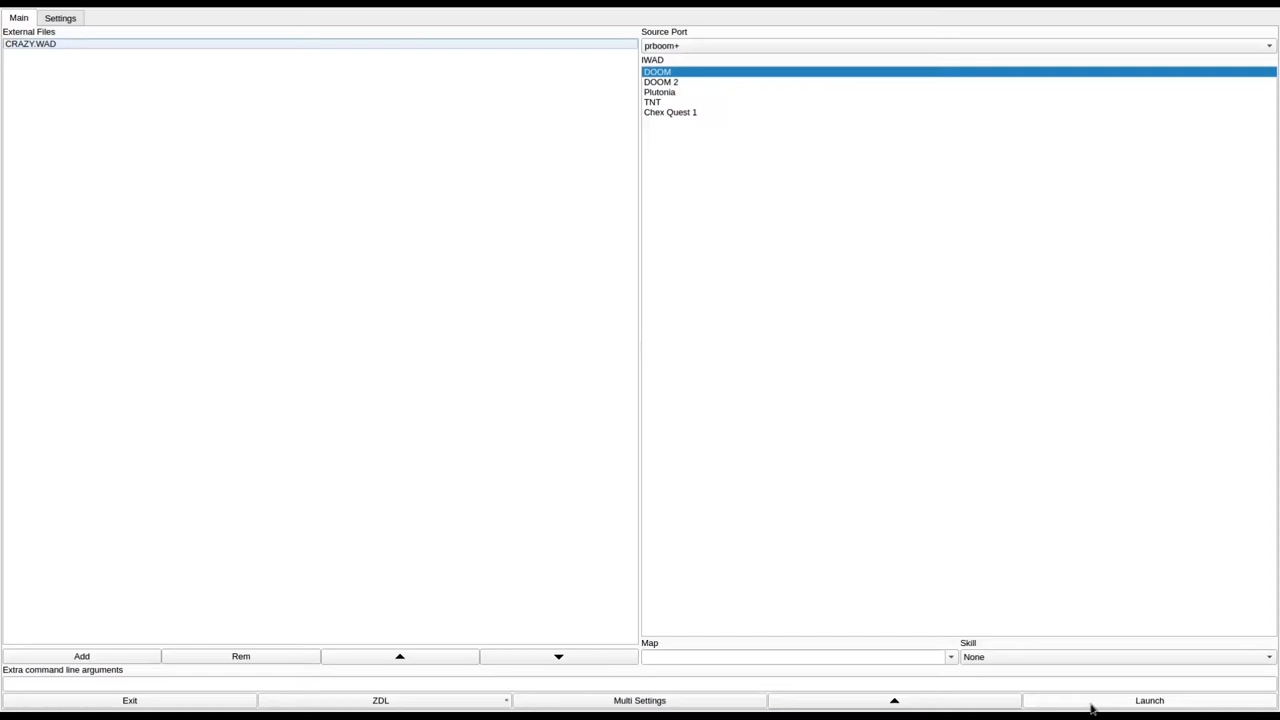 Main Settings
External Files
CRAZY.WAD
Source Port
prboom+
IWAD
DOOM
DOOM 2
Plutonia
TNT
Chex Quest 1
Map
Skill
None
Add
Rem
Extra command line arguments
Exit
ZDL
Multi Settings
Launch